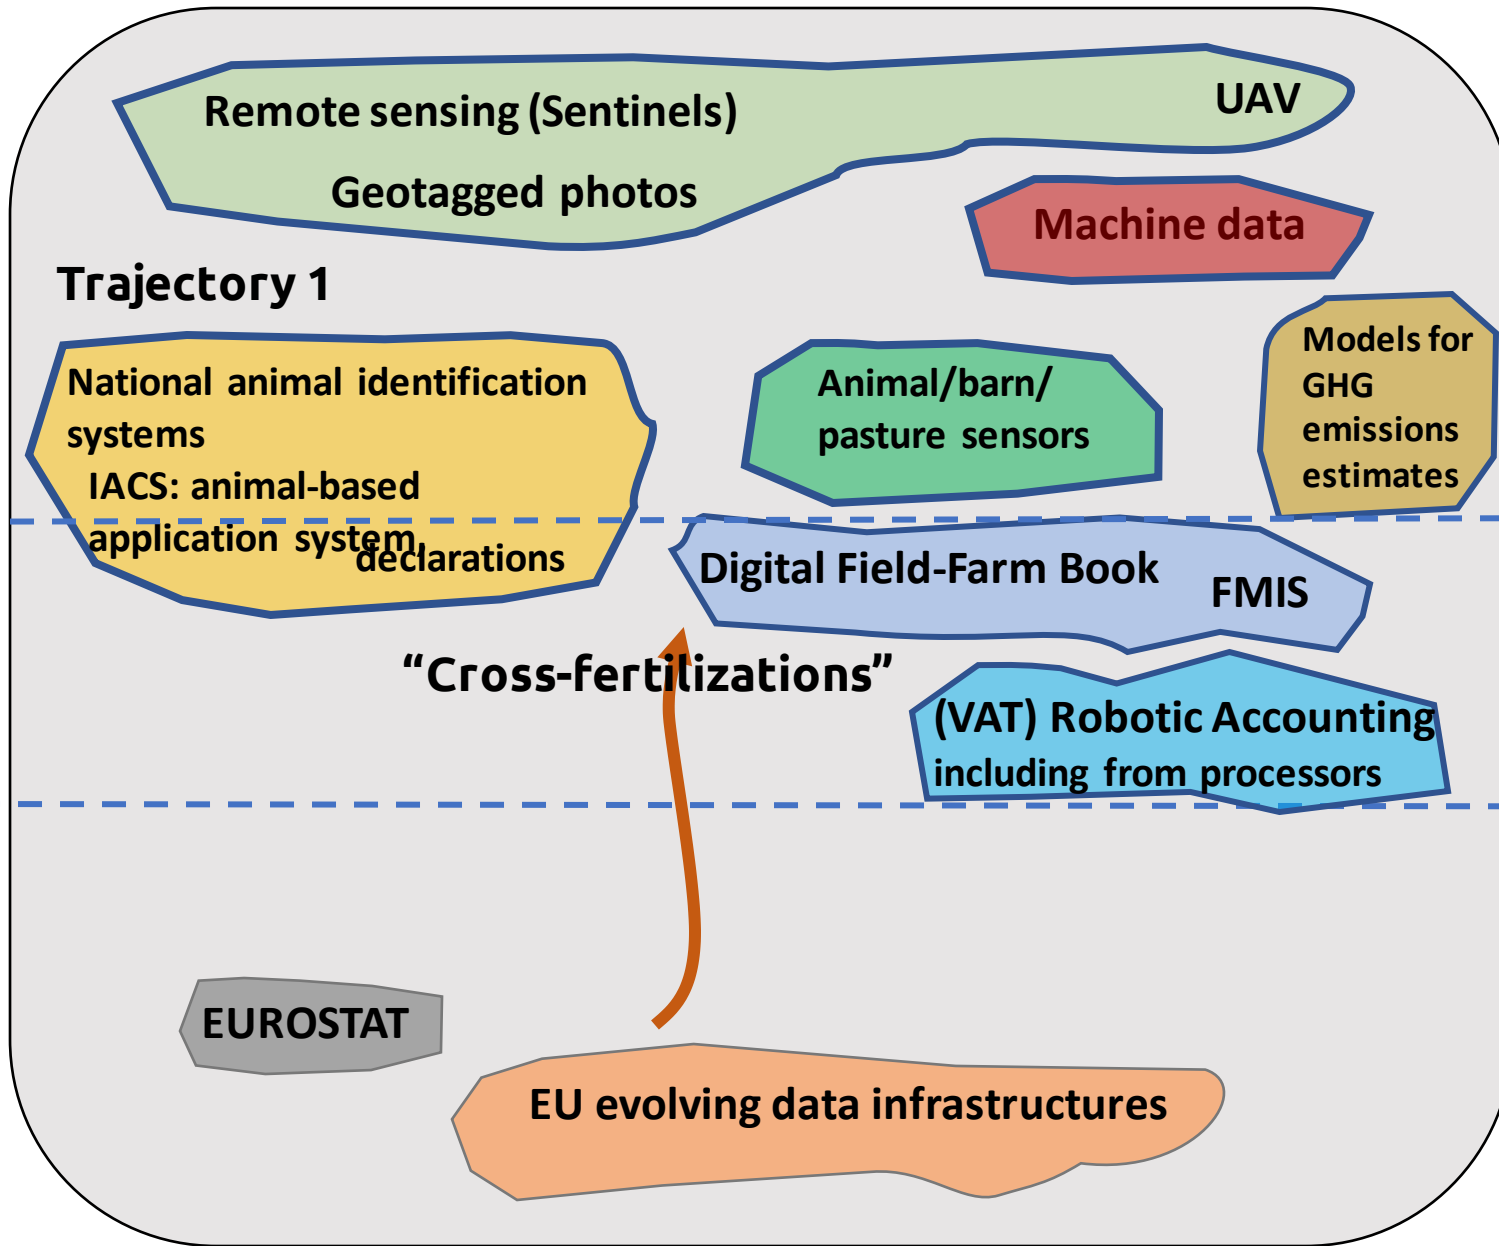 Remote sensing (Sentinels)
UAV
Geotagged photos
Machine data
Trajectory 1
National animal identification
systems
IACS: animal-based
application system,
declarations
Animal/barn/
pasture sensors
Models for
GHG
emissions
estimates
Digital Field-Farm Book
FMIS
“Cross-fertilizations”
(VAT) Robotic Accounting
including from processors
EUROSTAT
EU evolving data infrastructures